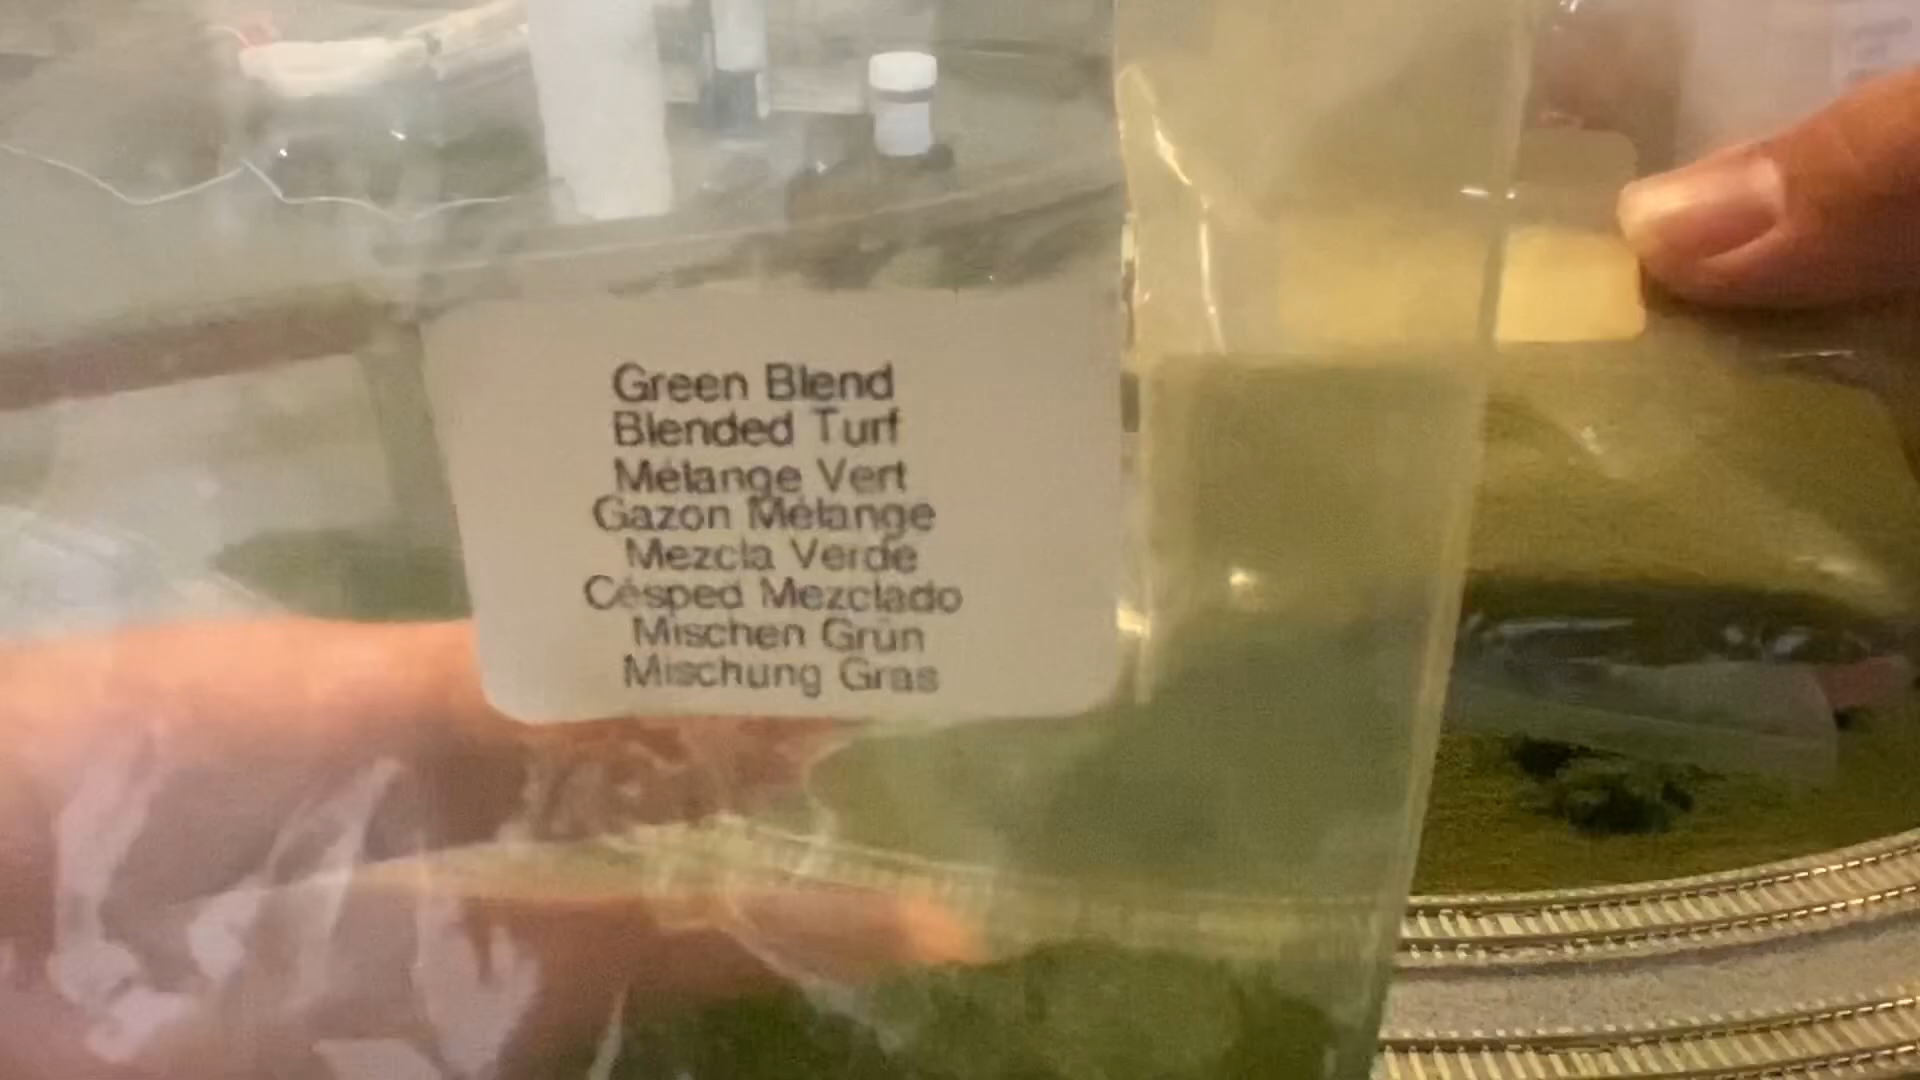 Green Blend
Blended Turf
Mélange Vert
Gazon Mélange
Mezcla Verde
Césped Mezclado
Mischen Grün
Mischung Gras